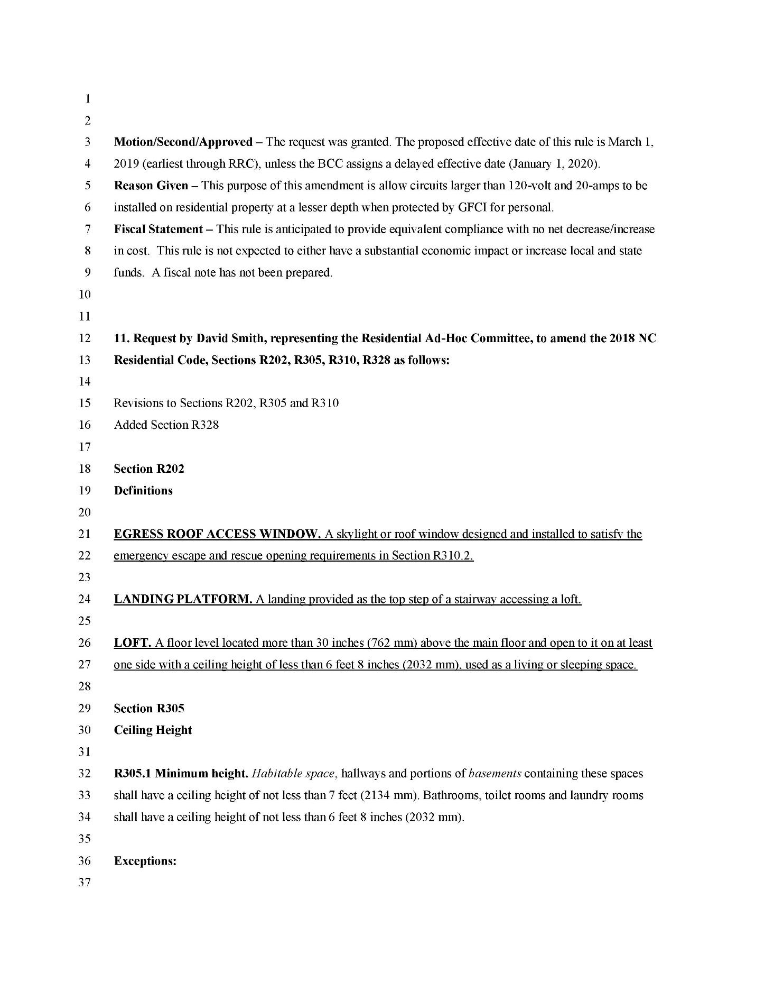 1
2
3 Motion/Second/Approved – The request was granted. The proposed effective date of this rule is March 1,
4 2019 (earliest through RRC), unless the BCC assigns a delayed effective date (January 1, 2020).
5 Reason Given – This purpose of this amendment is allow circuits larger than 120-volt and 20-amps to be
6 installed on residential property at a lesser depth when protected by GFCI for personal.
7 Fiscal Statement – This rule is anticipated to provide equivalent compliance with no net decrease/increase
8 in cost.  This rule is not expected to either have a substantial economic impact or increase local and state
9 funds.  A fiscal note has not been prepared.
10
11
12 11. Request by David Smith, representing the Residential Ad-Hoc Committee, to amend the 2018 NC
13 Residential Code, Sections R202, R305, R310, R328 as follows:
14
15 Revisions to Sections R202, R305 and R310
16 Added Section R328
17
18 Section R202
19 Definitions
20
21 EGRESS ROOF ACCESS WINDOW. A skylight or roof window designed and installed to satisfy the
22 emergency escape and rescue opening requirements in Section R310.2.
23
24 LANDING PLATFORM. A landing provided as the top step of a stairway accessing a loft.
25
26 LOFT. A floor level located more than 30 inches (762 mm) above the main floor and open to it on at least
27 one side with a ceiling height of less than 6 feet 8 inches (2032 mm), used as a living or sleeping space.
28
29 Section R305
30 Ceiling Height
31
32 R305.1 Minimum height. Habitable space, hallways and portions of basements containing these spaces
33 shall have a ceiling height of not less than 7 feet (2134 mm). Bathrooms, toilet rooms and laundry rooms
34 shall have a ceiling height of not less than 6 feet 8 inches (2032 mm).
35
36 Exceptions:
37